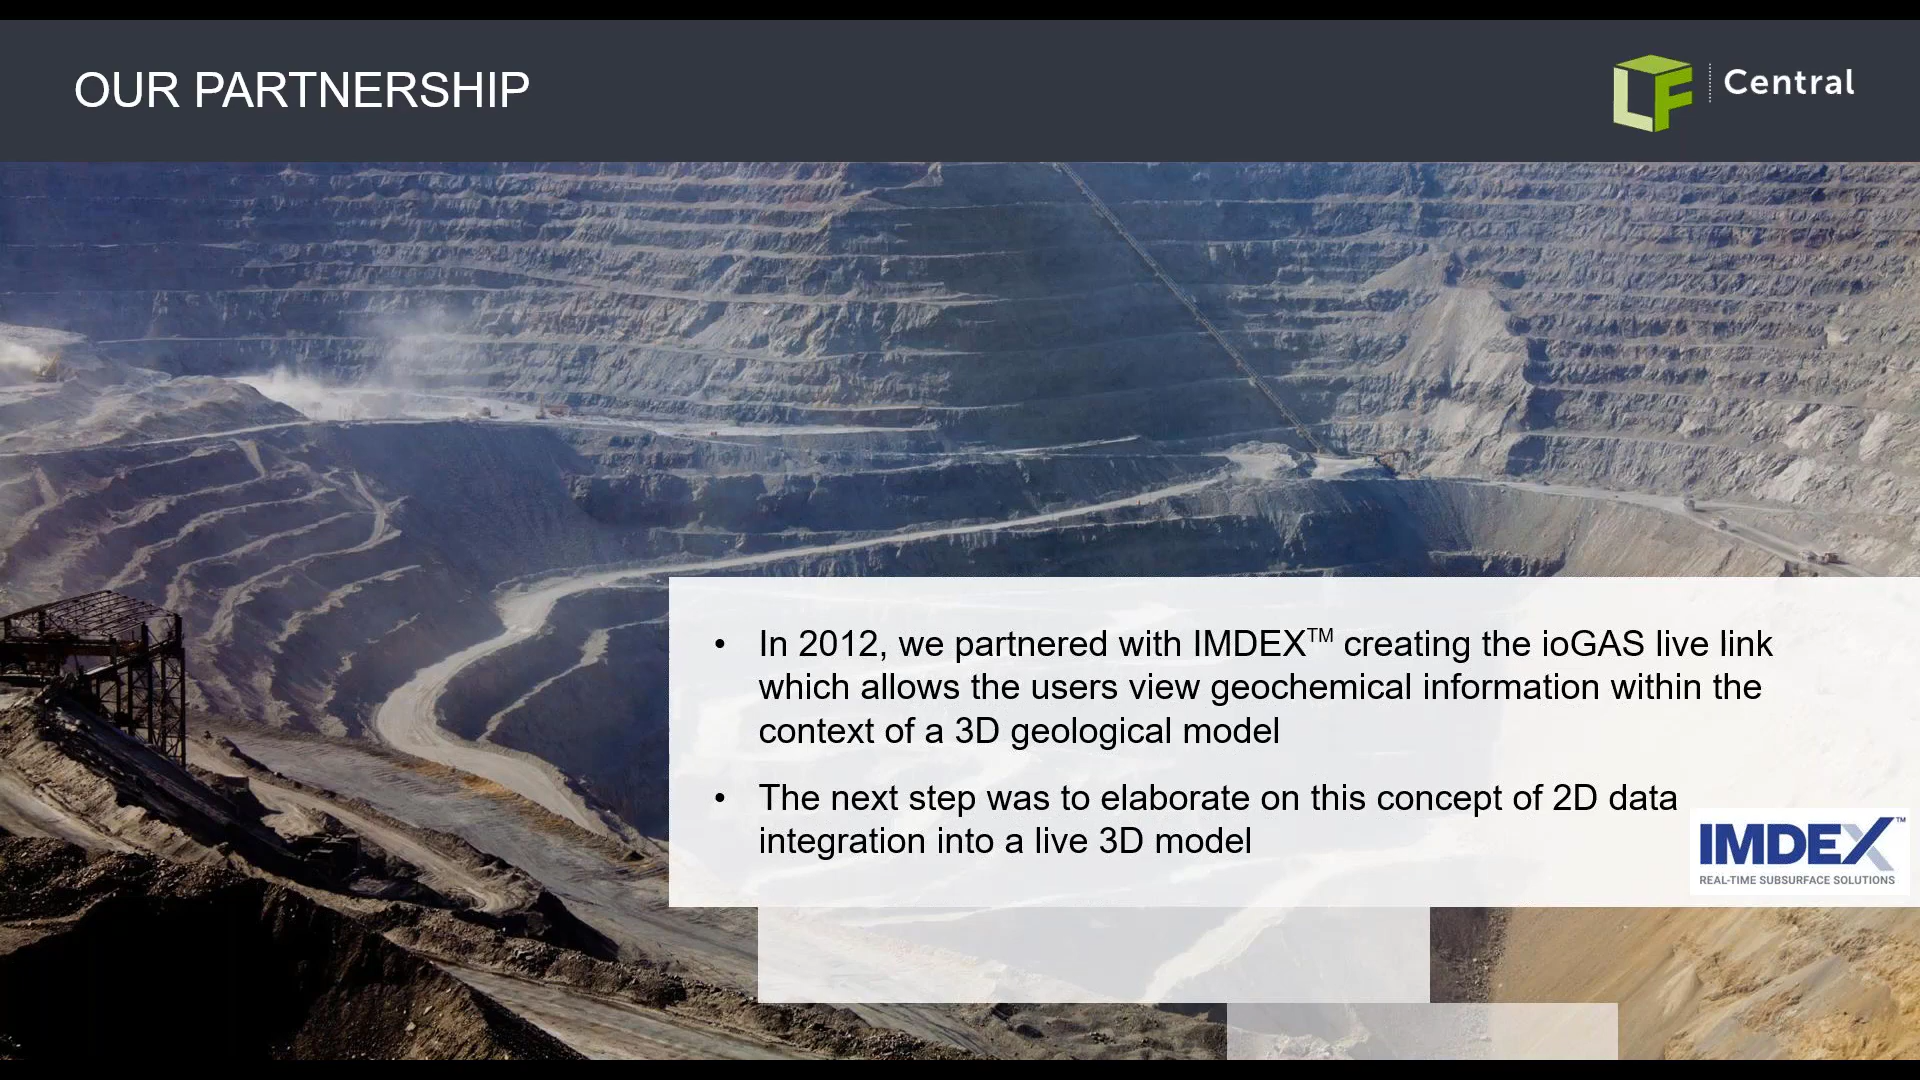 OUR PARTNERSHIP
LF Central
• In 2012, we partnered with IMDEX™ creating the ioGAS live link
which allows the users view geochemical information within the
context of a 3D geological model
• The next step was to elaborate on this concept of 2D data
integration into a live 3D model
IMDEX™
REAL-TIME SUBSURFACE SOLUTIONS